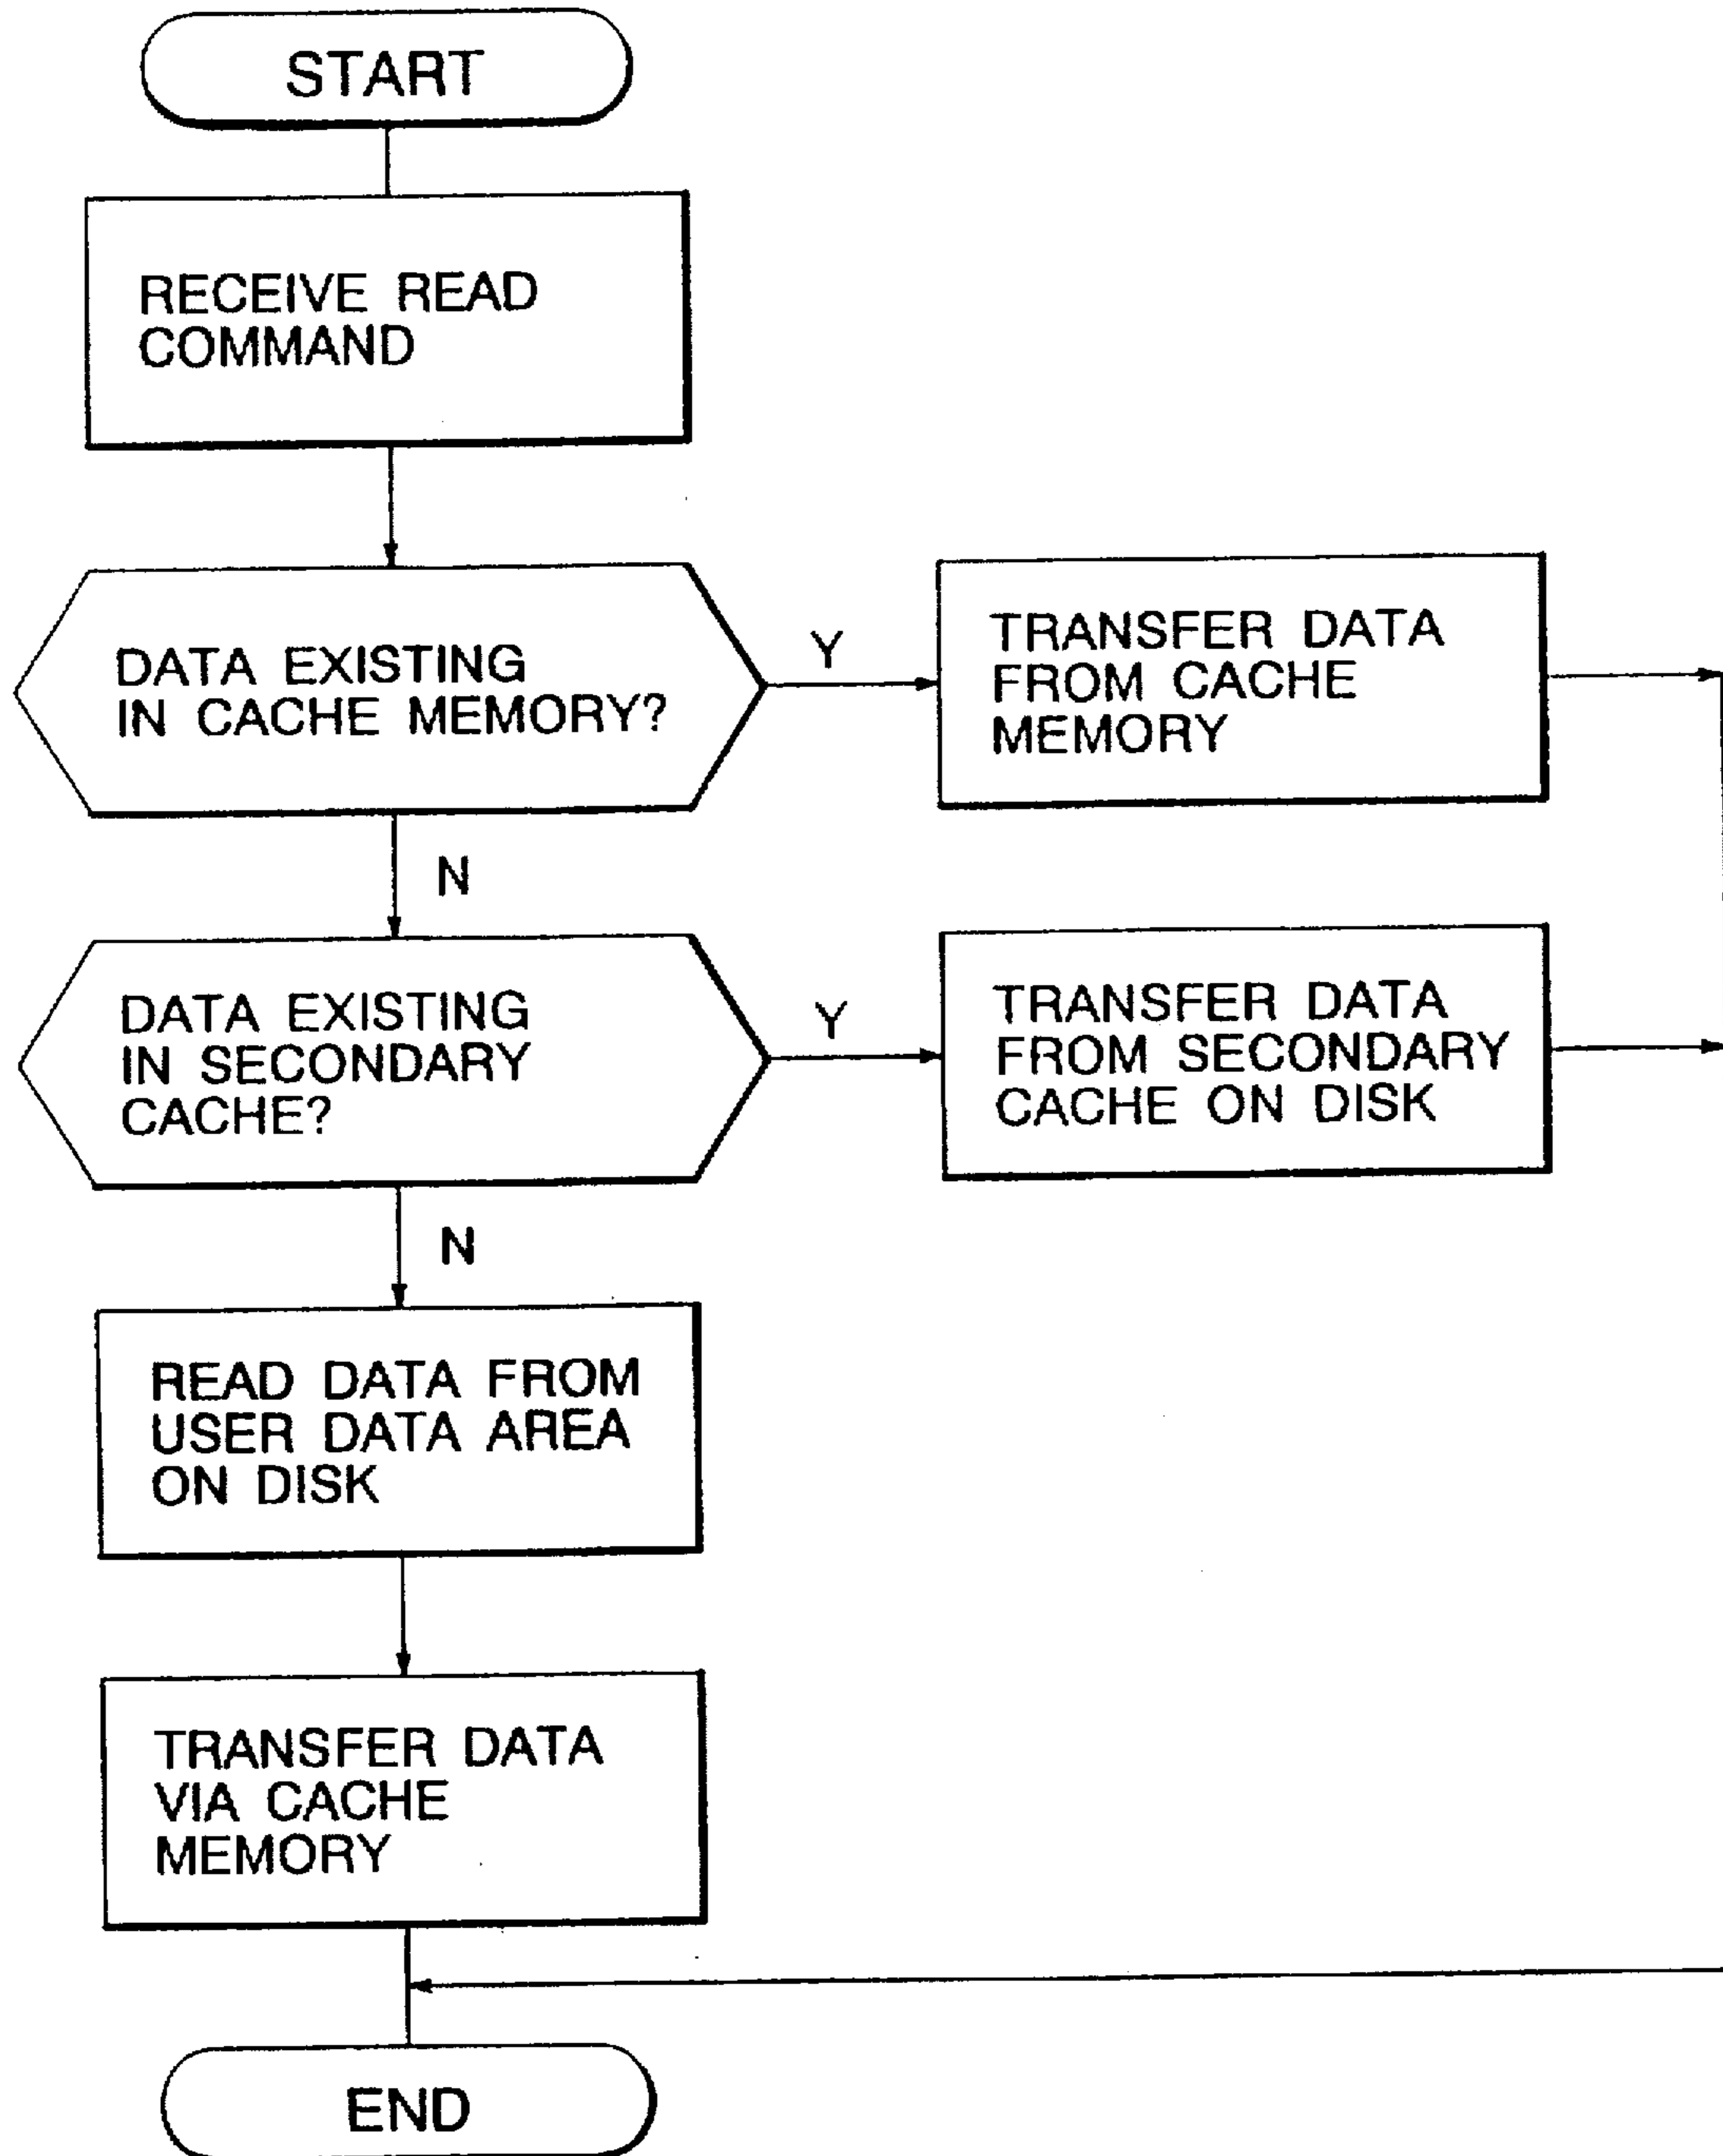 START
RECEIVE READ
COMMAND
DATA EXISTING
IN CACHE MEMORY?
Y
TRANSFER DATA
FROM CACHE
MEMORY
N
DATA EXISTING
IN SECONDARY
CACHE?
Y
TRANSFER DATA
FROM SECONDARY
CACHE ON DISK
N
READ DATA FROM
USER DATA AREA
ON DISK
TRANSFER DATA
VIA CACHE
MEMORY
END